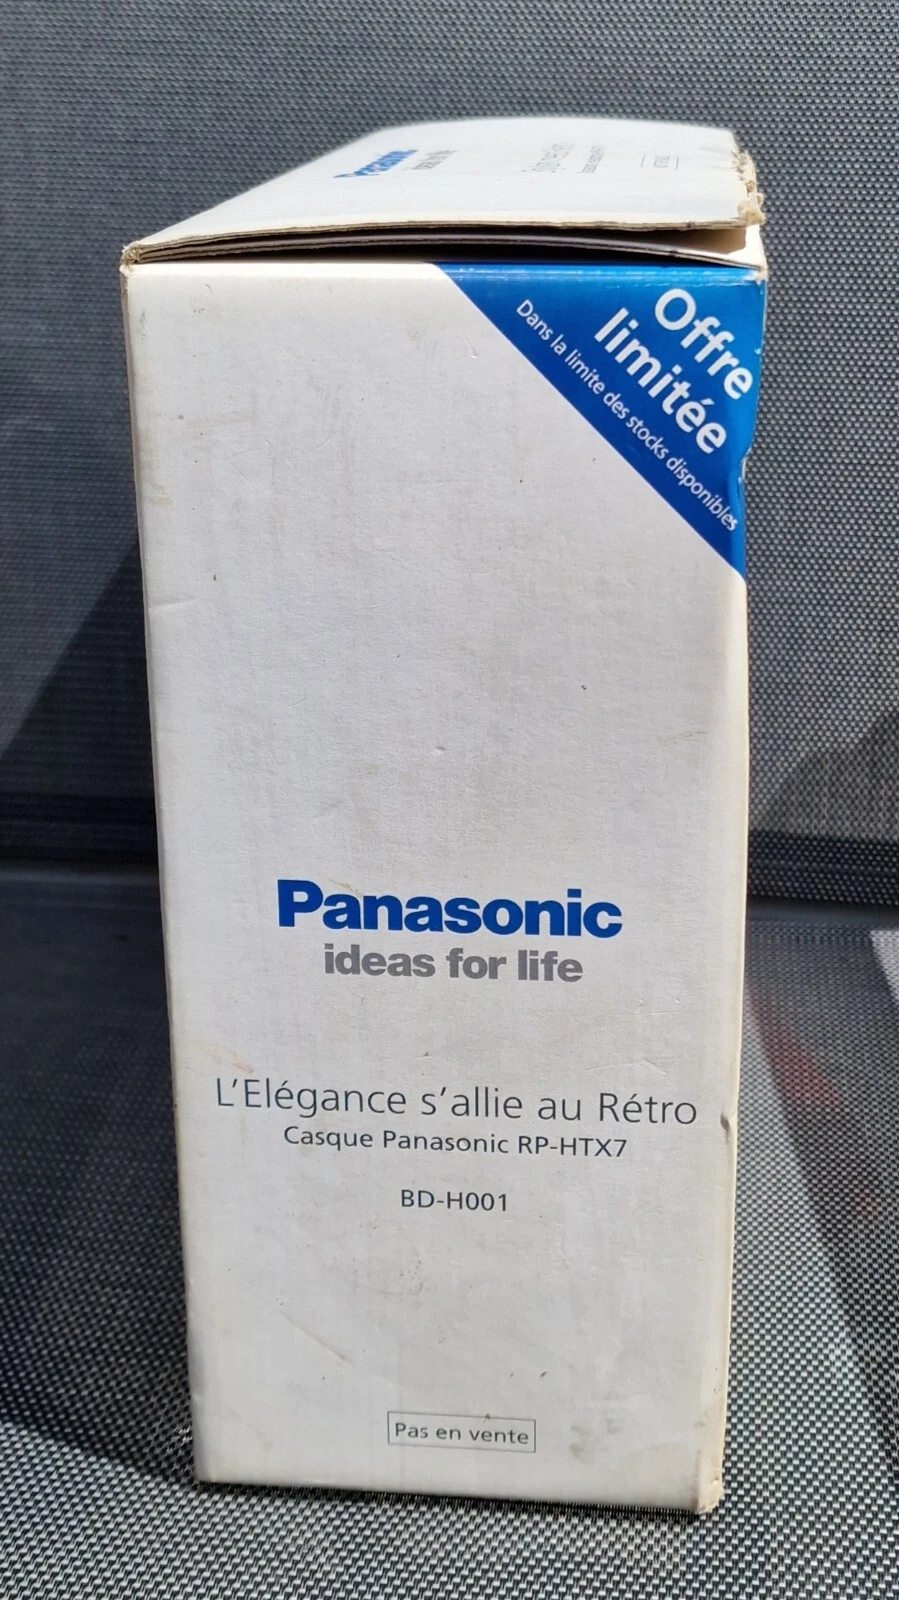 Panasonic
Offre
limitée
Dans la limite des stocks disponibles
Panasonic
ideas for life
L'Elégance s'allie au Rétro
Casque Panasonic RP-HTX7
BD-H001
Pas en vente